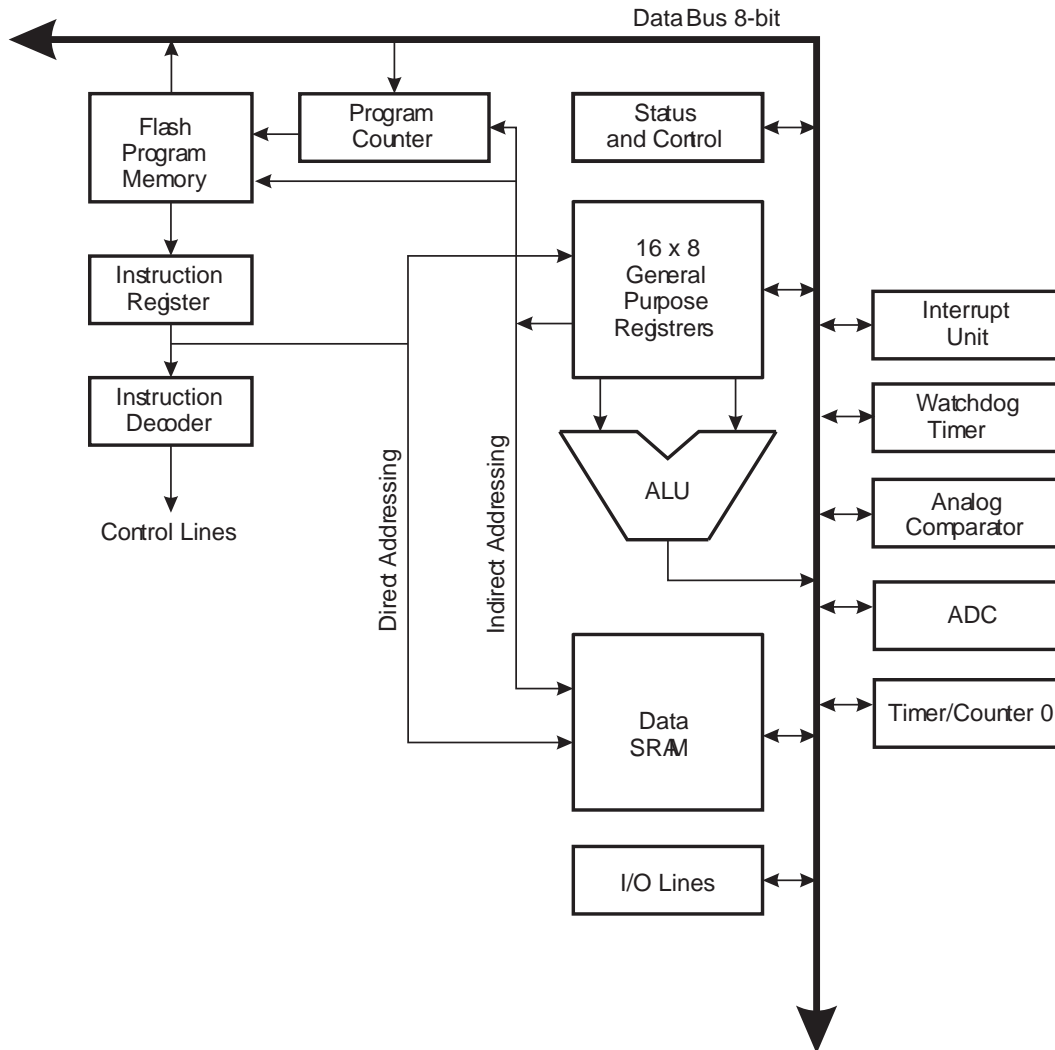 Data Bus 8-bit
Flash
Program
Memory
Program
Counter
Status
and Control
16 x 8
General
Purpose
Registrers
Instruction
Register
Instruction
Decoder
Control Lines
Direct Addressing
Indirect Addressing
ALU
Interrupt
Unit
Watchdog
Timer
Analog
Comparator
ADC
Timer/Counter 0
Data
SRAM
I/O Lines